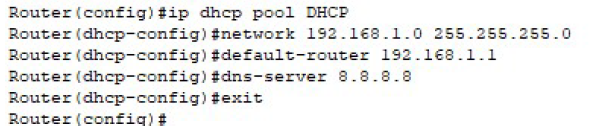 Router(config)#ip dhcp pool DHCP
Router(dhcp-config)#network 192.168.1.0 255.255.255.0
Router(dhcp-config)#default-router 192.168.1.1
Router(dhcp-config)#dns-server 8.8.8.8
Router(dhcp-config)#exit
Router(config)#